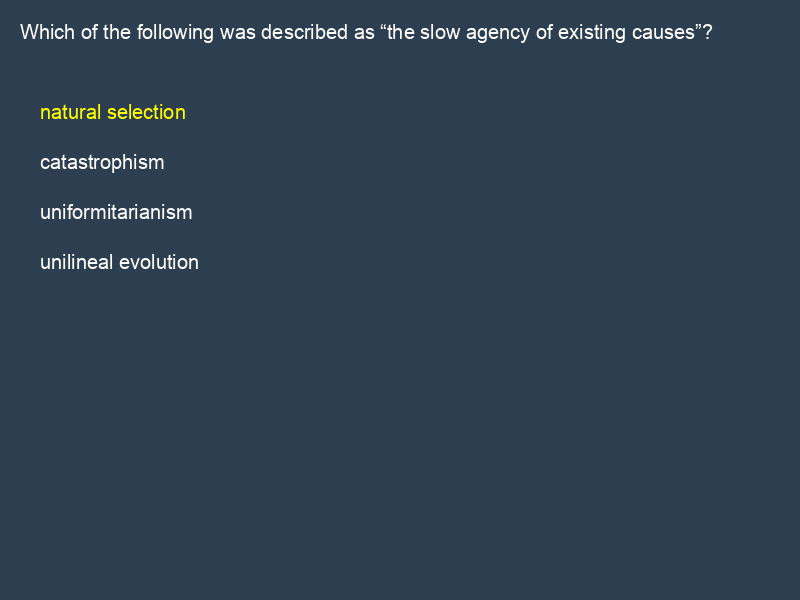 Which of the following was described as “the slow agency of existing causes”?
natural selection
catastrophism
uniformitarianism
unilineal evolution